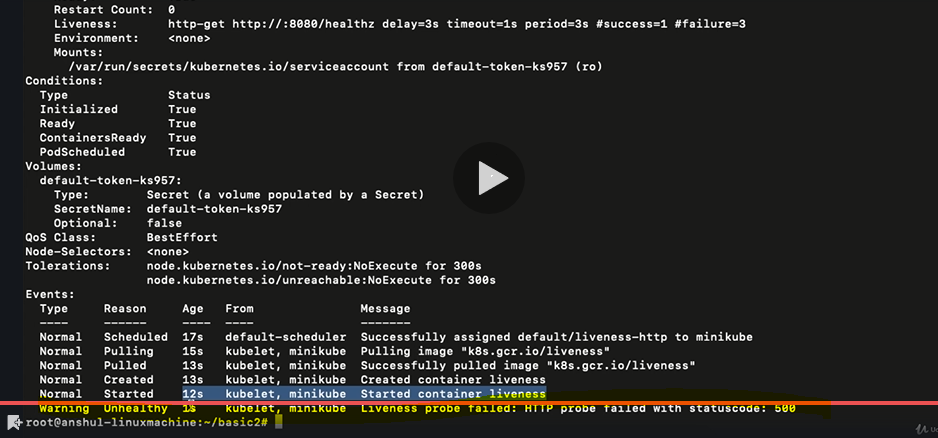 Restart Count: 0
Liveness: http-get http://:8080/healthz delay=3s timeout=1s period=3s #success=1 #failure=3
Environment: <none>
Mounts:
/var/run/secrets/kubernetes.io/serviceaccount from default-token-ks957 (ro)
Conditions:
Type Status
Initialized True
Ready True
ContainersReady True
PodScheduled True
Volumes:
default-token-ks957:
Type: Secret (a volume populated by a Secret)
SecretName: default-token-ks957
Optional: false
QoS Class: BestEffort
Node-Selectors: <none>
Tolerations: node.kubernetes.io/not-ready:NoExecute for 300s
node.kubernetes.io/unreachable:NoExecute for 300s
Events:
Type Reason Age From Message
---- ------ ---- ---- -------
Normal Scheduled 17s default-scheduler Successfully assigned default/liveness-http to minikube
Normal Pulling 15s kubelet, minikube Pulling image "k8s.gcr.io/liveness"
Normal Pulled 13s kubelet, minikube Successfully pulled image "k8s.gcr.io/liveness"
Normal Created 13s kubelet, minikube Created container liveness
Normal Started 12s kubelet, minikube Started container liveness
Warning Unhealthy kubelet, minikube Liveness probe failed: HTTP probe failed with statuscode: 500
root@anshul-linuxmachine:~/basic2#